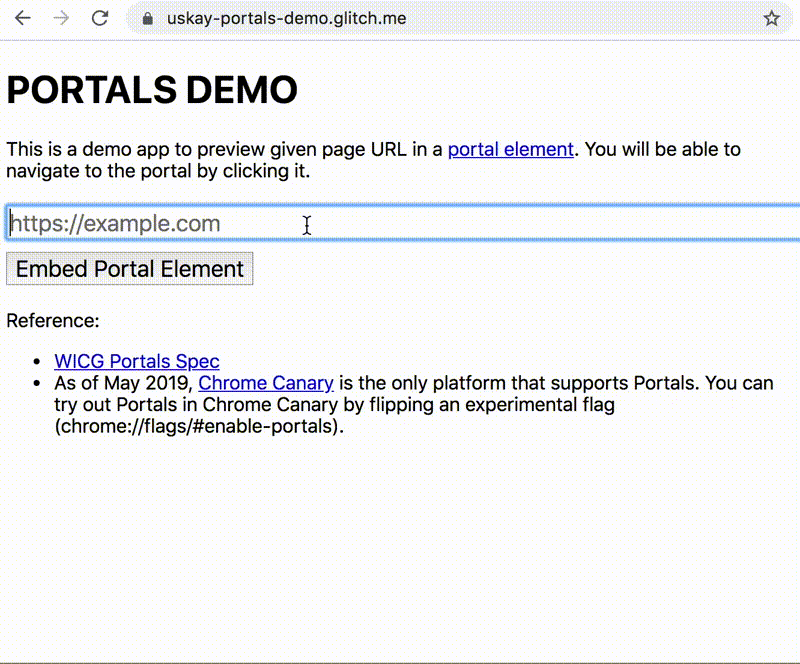 uskay-portals-demo.glitch.me
PORTALS DEMO
This is a demo app to preview given page URL in a portal element. You will be able to
navigate to the portal by clicking it.
https://example.com
Embed Portal Element
Reference:
• WICG Portals Spec
• As of May 2019, Chrome Canary is the only platform that supports Portals. You can
try out Portals in Chrome Canary by flipping an experimental flag
(chrome://flags/#enable-portals).